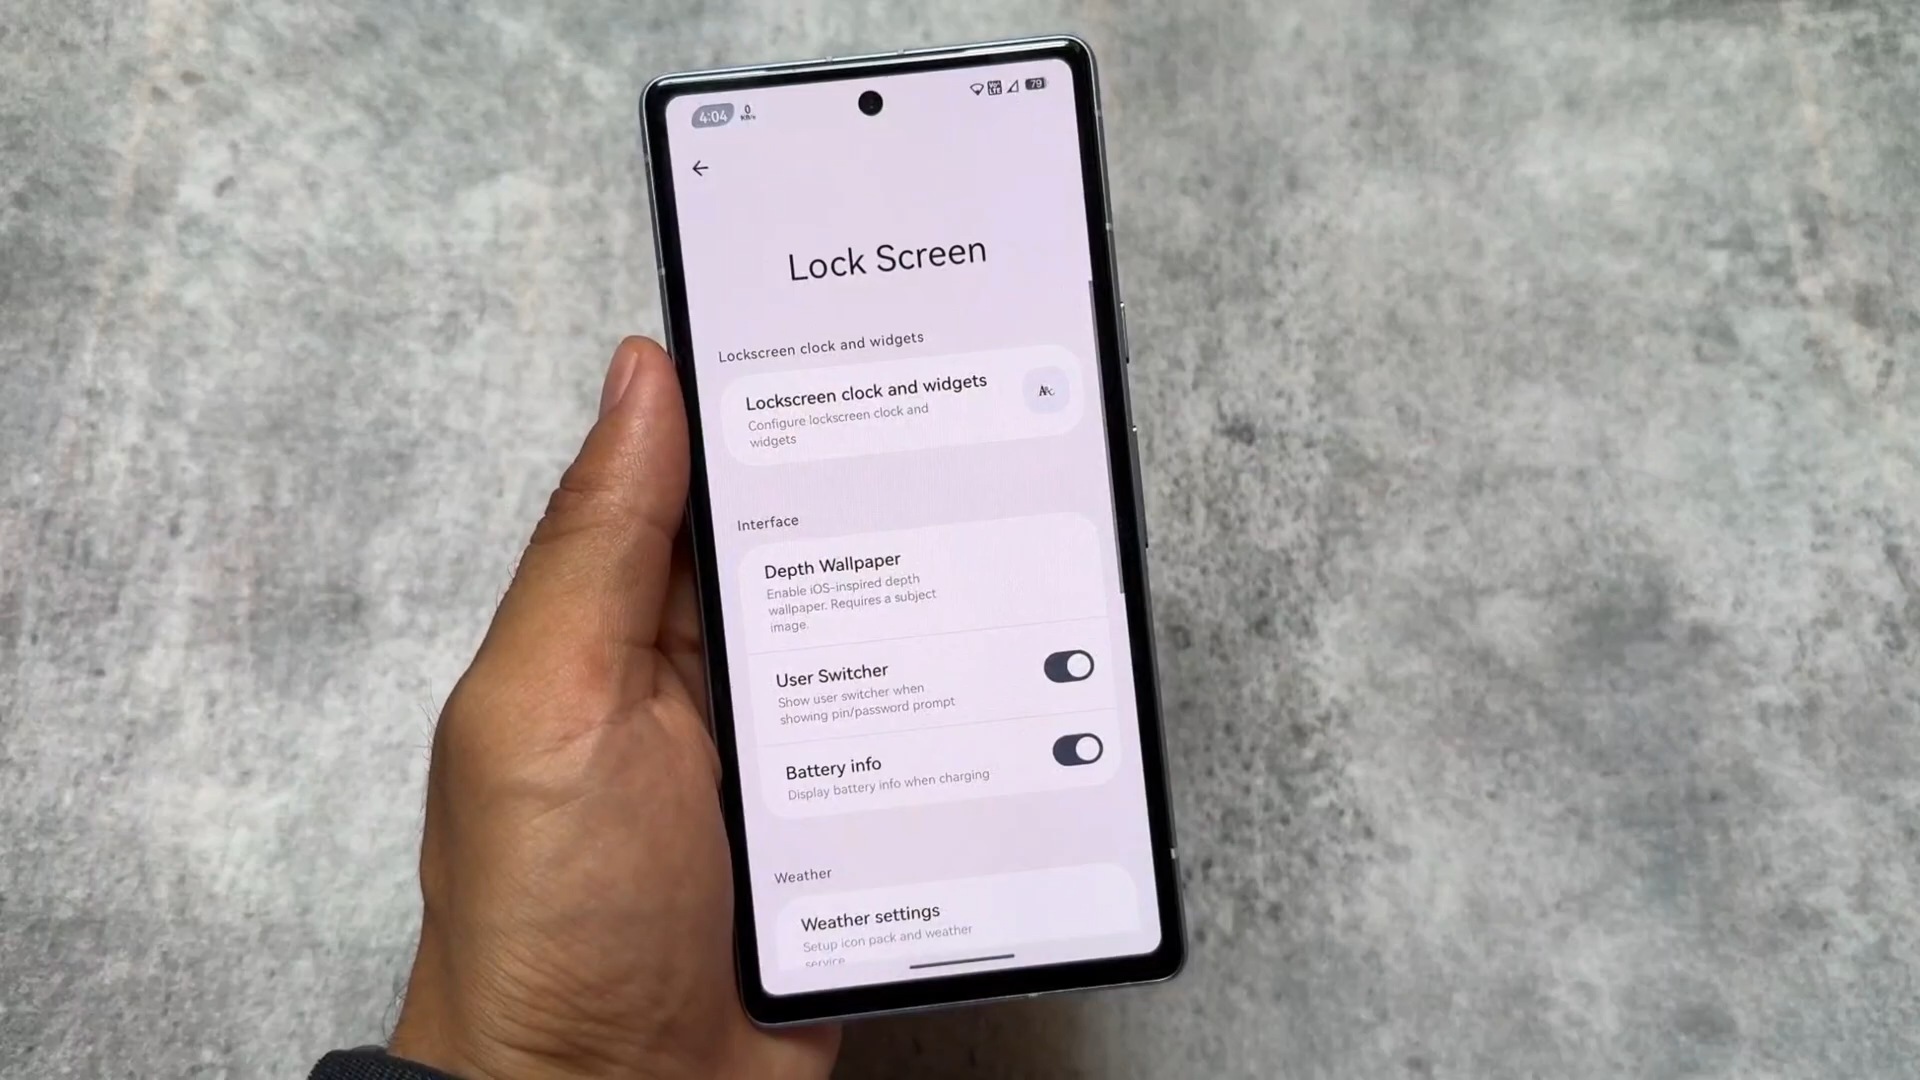 4:04
0
KB/s
79
Lock Screen
Lockscreen clock and widgets
Lockscreen clock and widgets
Configure lockscreen clock and
widgets
Interface
Depth Wallpaper
Enable iOS-inspired depth
wallpaper. Requires a subject
image.
User Switcher
Show user switcher when
showing pin/password prompt
Battery info
Display battery info when charging
Weather
Weather settings
Setup icon pack and weather
service